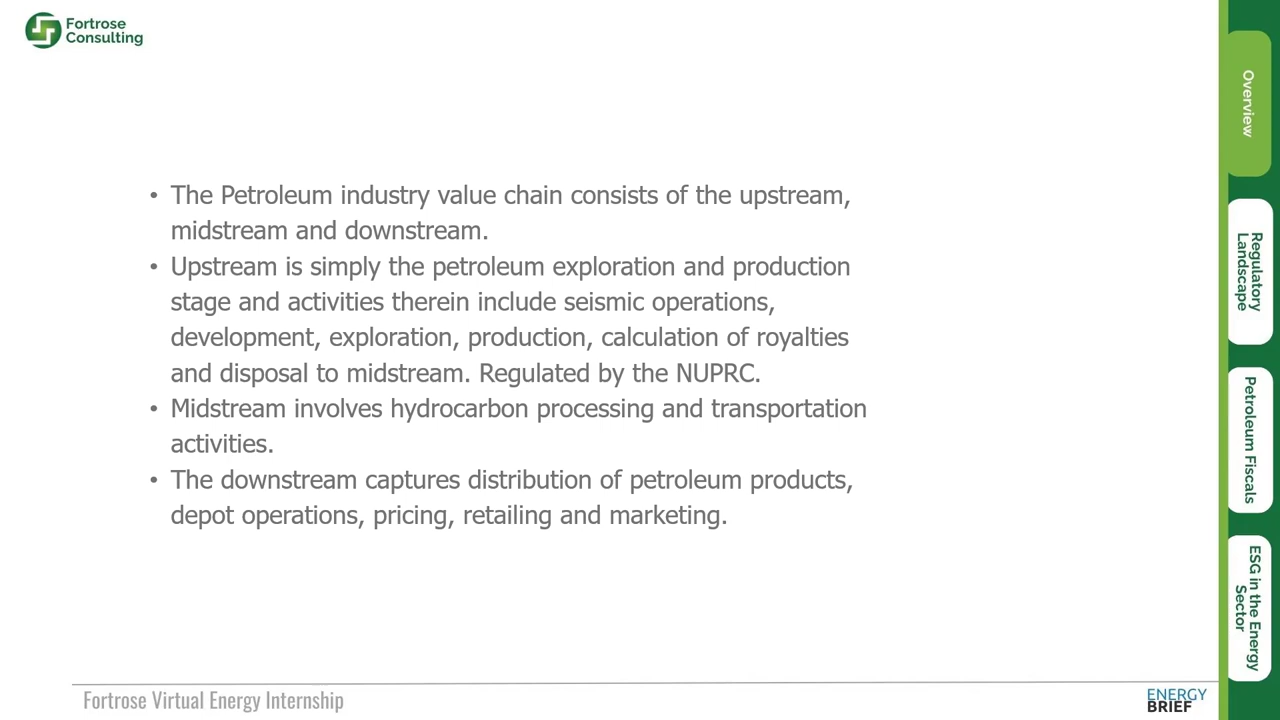 Fortrose
Consulting
• The Petroleum industry value chain consists of the upstream,
midstream and downstream.
• Upstream is simply the petroleum exploration and production
stage and activities therein include seismic operations,
development, exploration, production, calculation of royalties
and disposal to midstream. Regulated by the NUPRC.
• Midstream involves hydrocarbon processing and transportation
activities.
• The downstream captures distribution of petroleum products,
depot operations, pricing, retailing and marketing.
Overview
Regulatory
Landscape
Petroleum Fiscals
ESG in the Energy
Sector
Fortrose Virtual Energy Internship
ENERGY
BRIEF